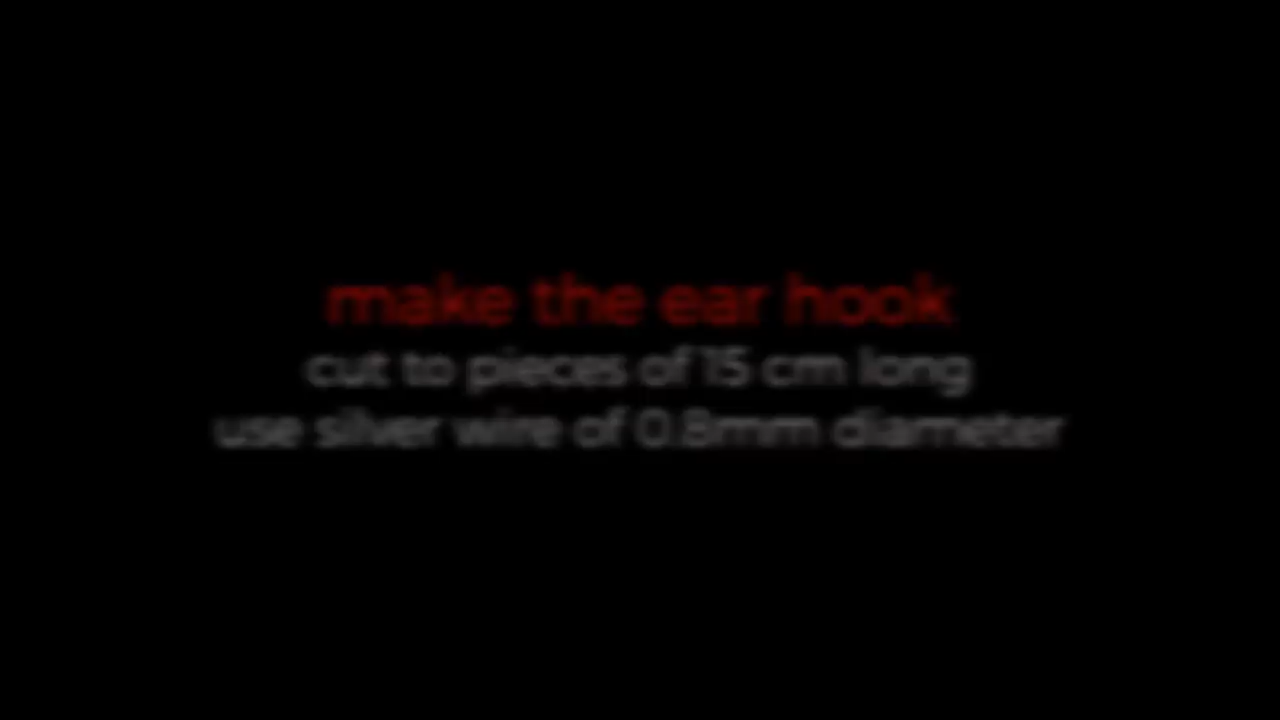 make the ear hook
cut to pieces of 15 cm long
use silver wire of 0.8mm diameter